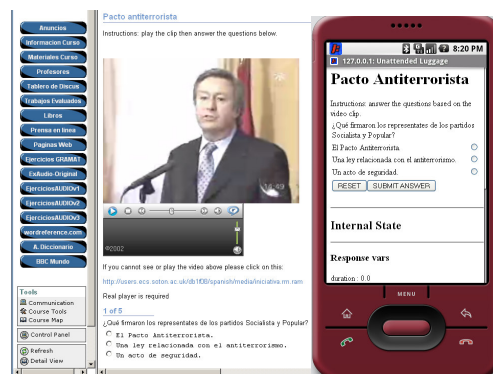 Anuncios
Informacion Curso
Materiales Curso
Profesores
Tablero de Discus
Trabajos Evaluados
Libros
Prensa en linea
Paginas Web
Ejercicios GRAMAT
ExAudio-Original
EjerciciosAUDIOv1
EjerciciosAUDIOv2
EjerciciosAUDIOv3
wordreference.com
A. Diccionario
BBC Mundo
Tools
Communication
Course Tools
Course Map
Control Panel
Refresh
Detail View
Pacto antiterrorista
Instructions: play the clip then answer the questions below.
©2002
If you cannot see or play the video above please click on this:
http://users.ecs.soton.ac.uk/db1f08/spanish/media/iniciativa.rm.ram
Real player is required
1 of 5
¿Qué firmaron los representates de los partidos Socialista y Popular?
El Pacto Antiterrorista.
Una ley relacionada con el antiterrorismo.
Un acto de seguridad.
8:20 PM
127.0.0.1: Unattended Luggage
Pacto Antiterrorista
Instructions: answer the questions based on the
video clip.
¿Qué firmaron los representates de los partidos
Socialista y Popular?
El Pacto Antiterrorista.
Una ley relacionada con el antiterrorismo.
Un acto de seguridad.
RESET SUBMIT ANSWER
Internal State
Response vars
duration : 0.0
MENU